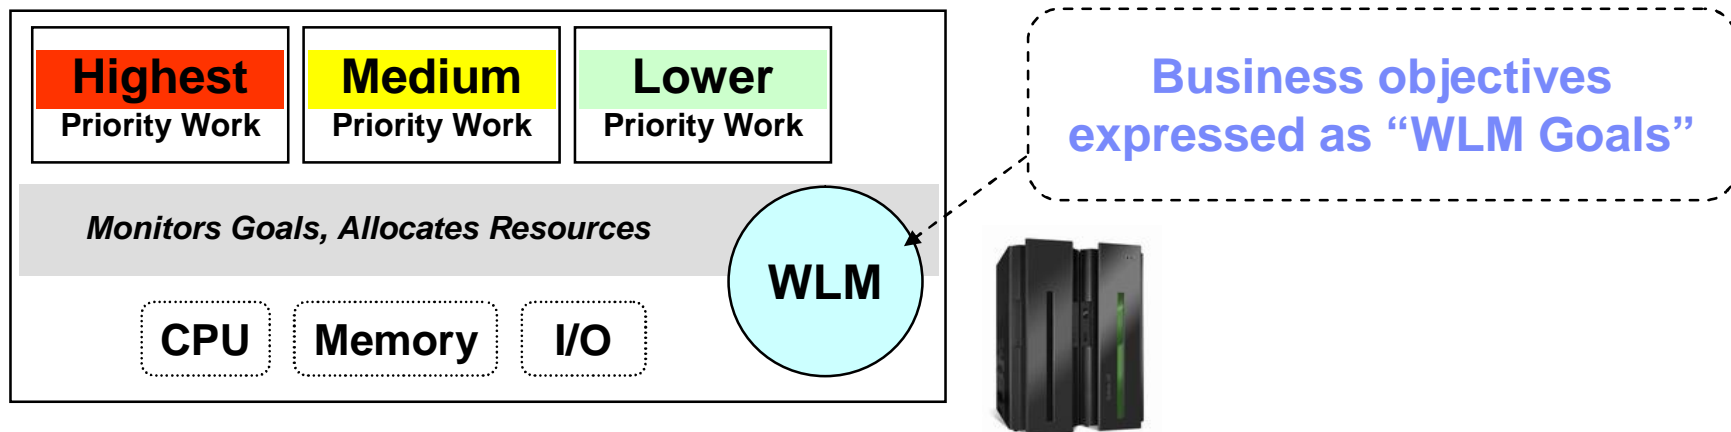 Highest
Priority Work
Medium
Priority Work
Lower
Priority Work
Business objectives
expressed as “WLM Goals”
Monitors Goals, Allocates Resources
WLM
CPU
Memory
I/O